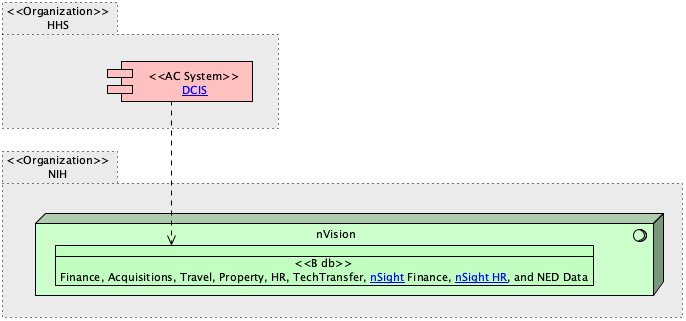 <<Organization>>
HHS
<<AC System>>
DCIS
<<Organization>>
NIH
nVision
<<B db>>
Finance, Acquisitions, Travel, Property, HR, TechTransfer, nSight Finance, nSight HR, and NED Data